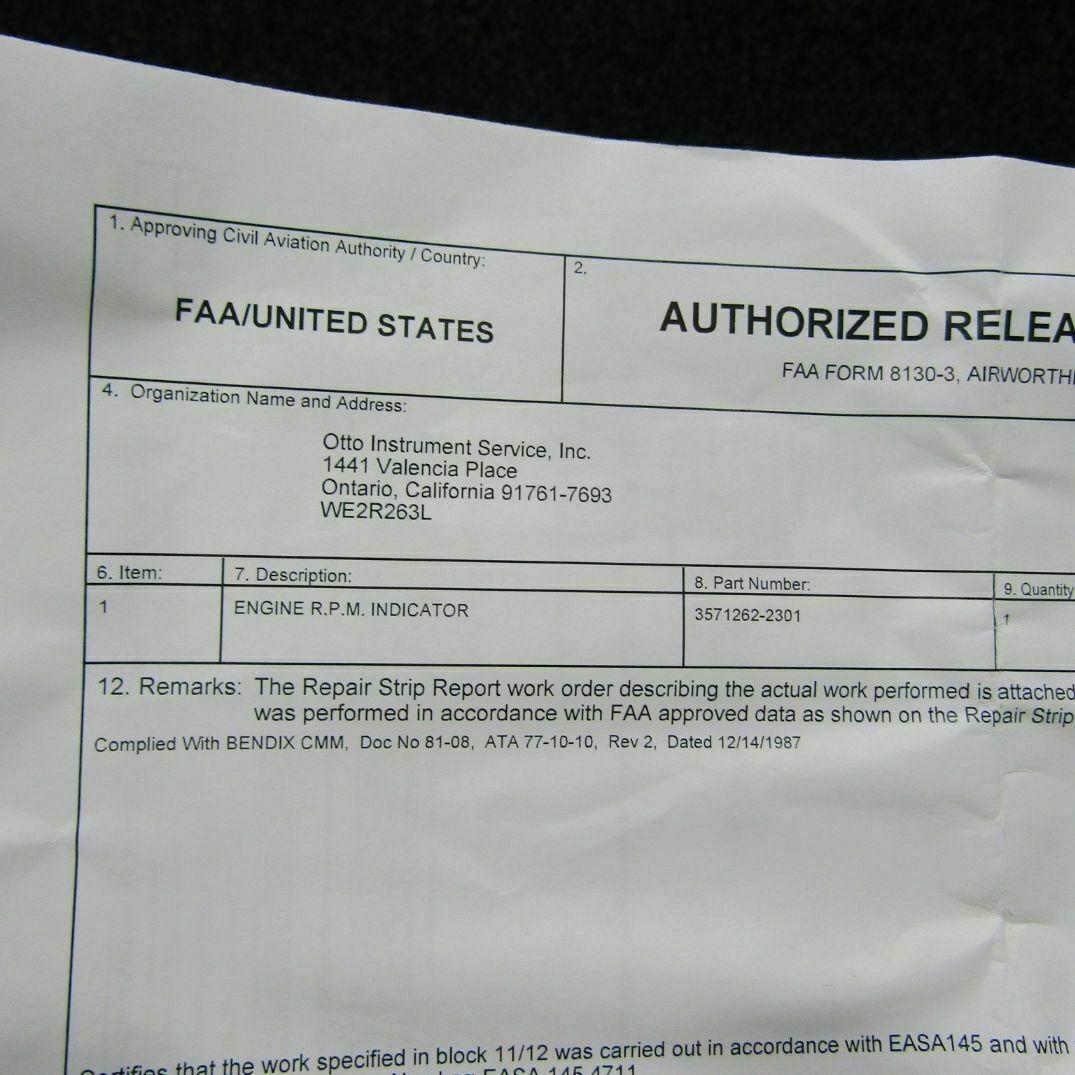 1. Approving Civil Aviation Authority / Country:
FAA/UNITED STATES
2.
AUTHORIZED RELEA
FAA FORM 8130-3, AIRWORTH
4. Organization Name and Address:
Otto Instrument Service, Inc.
1441 Valencia Place
Ontario, California 91761-7693
WE2R263L
6. Item:
7. Description:
8. Part Number:
9. Quantity
1
ENGINE R.P.M. INDICATOR
3571262-2301
1
12. Remarks: The Repair Strip Report work order describing the actual work performed is attached
was performed in accordance with FAA approved data as shown on the Repair Strip
Complied With BENDIX CMM, Doc No 81-08, ATA 77-10-10, Rev 2, Dated 12/14/1987
Certifies that the work specified in block 11/12 was carried out in accordance with EASA145 and with
EASA 145 4711